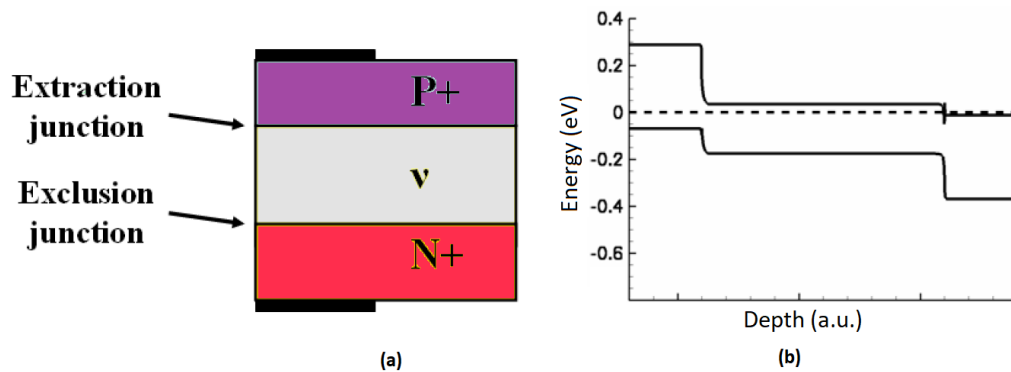 Extraction
junction
Exclusion
junction
P+
ν
N+
(a)
Energy (eV)
0.4
0.2
0
-0.2
-0.4
-0.6
Depth (a.u.)
(b)